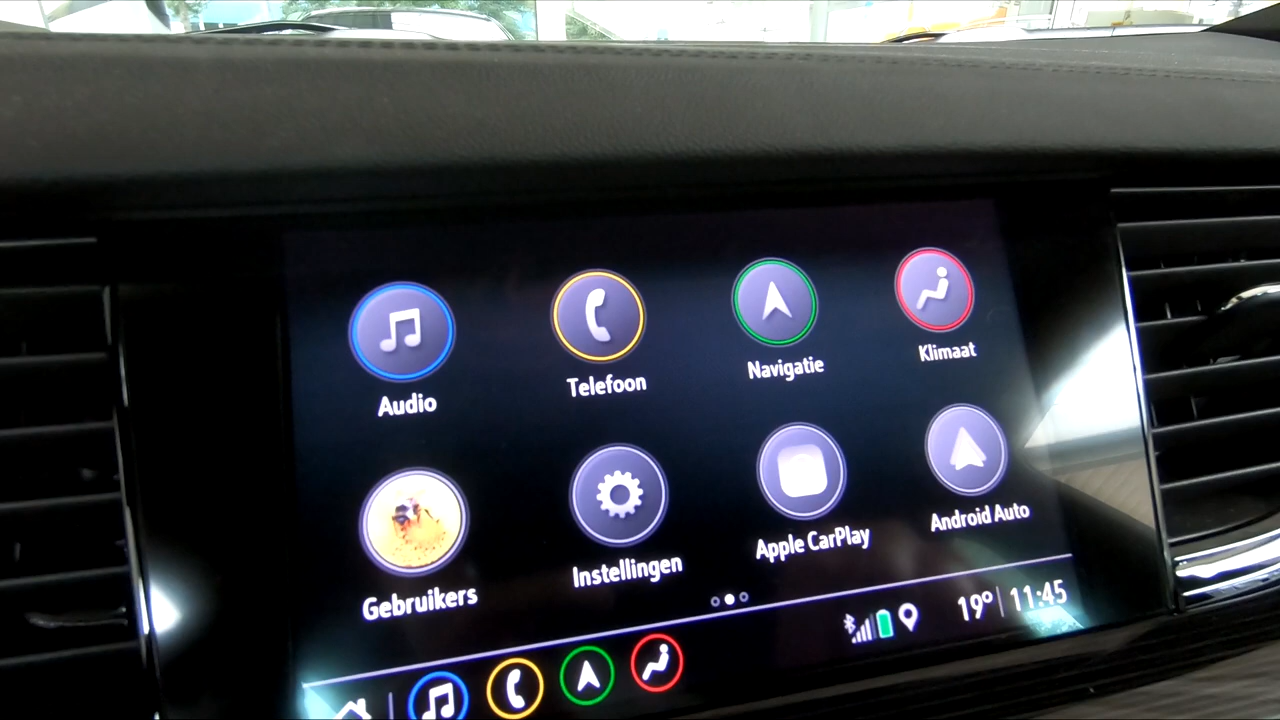 Audio
Telefoon
Navigatie
Klimaat
Gebruikers
Instellingen
Apple CarPlay
Android Auto
19° 11:45